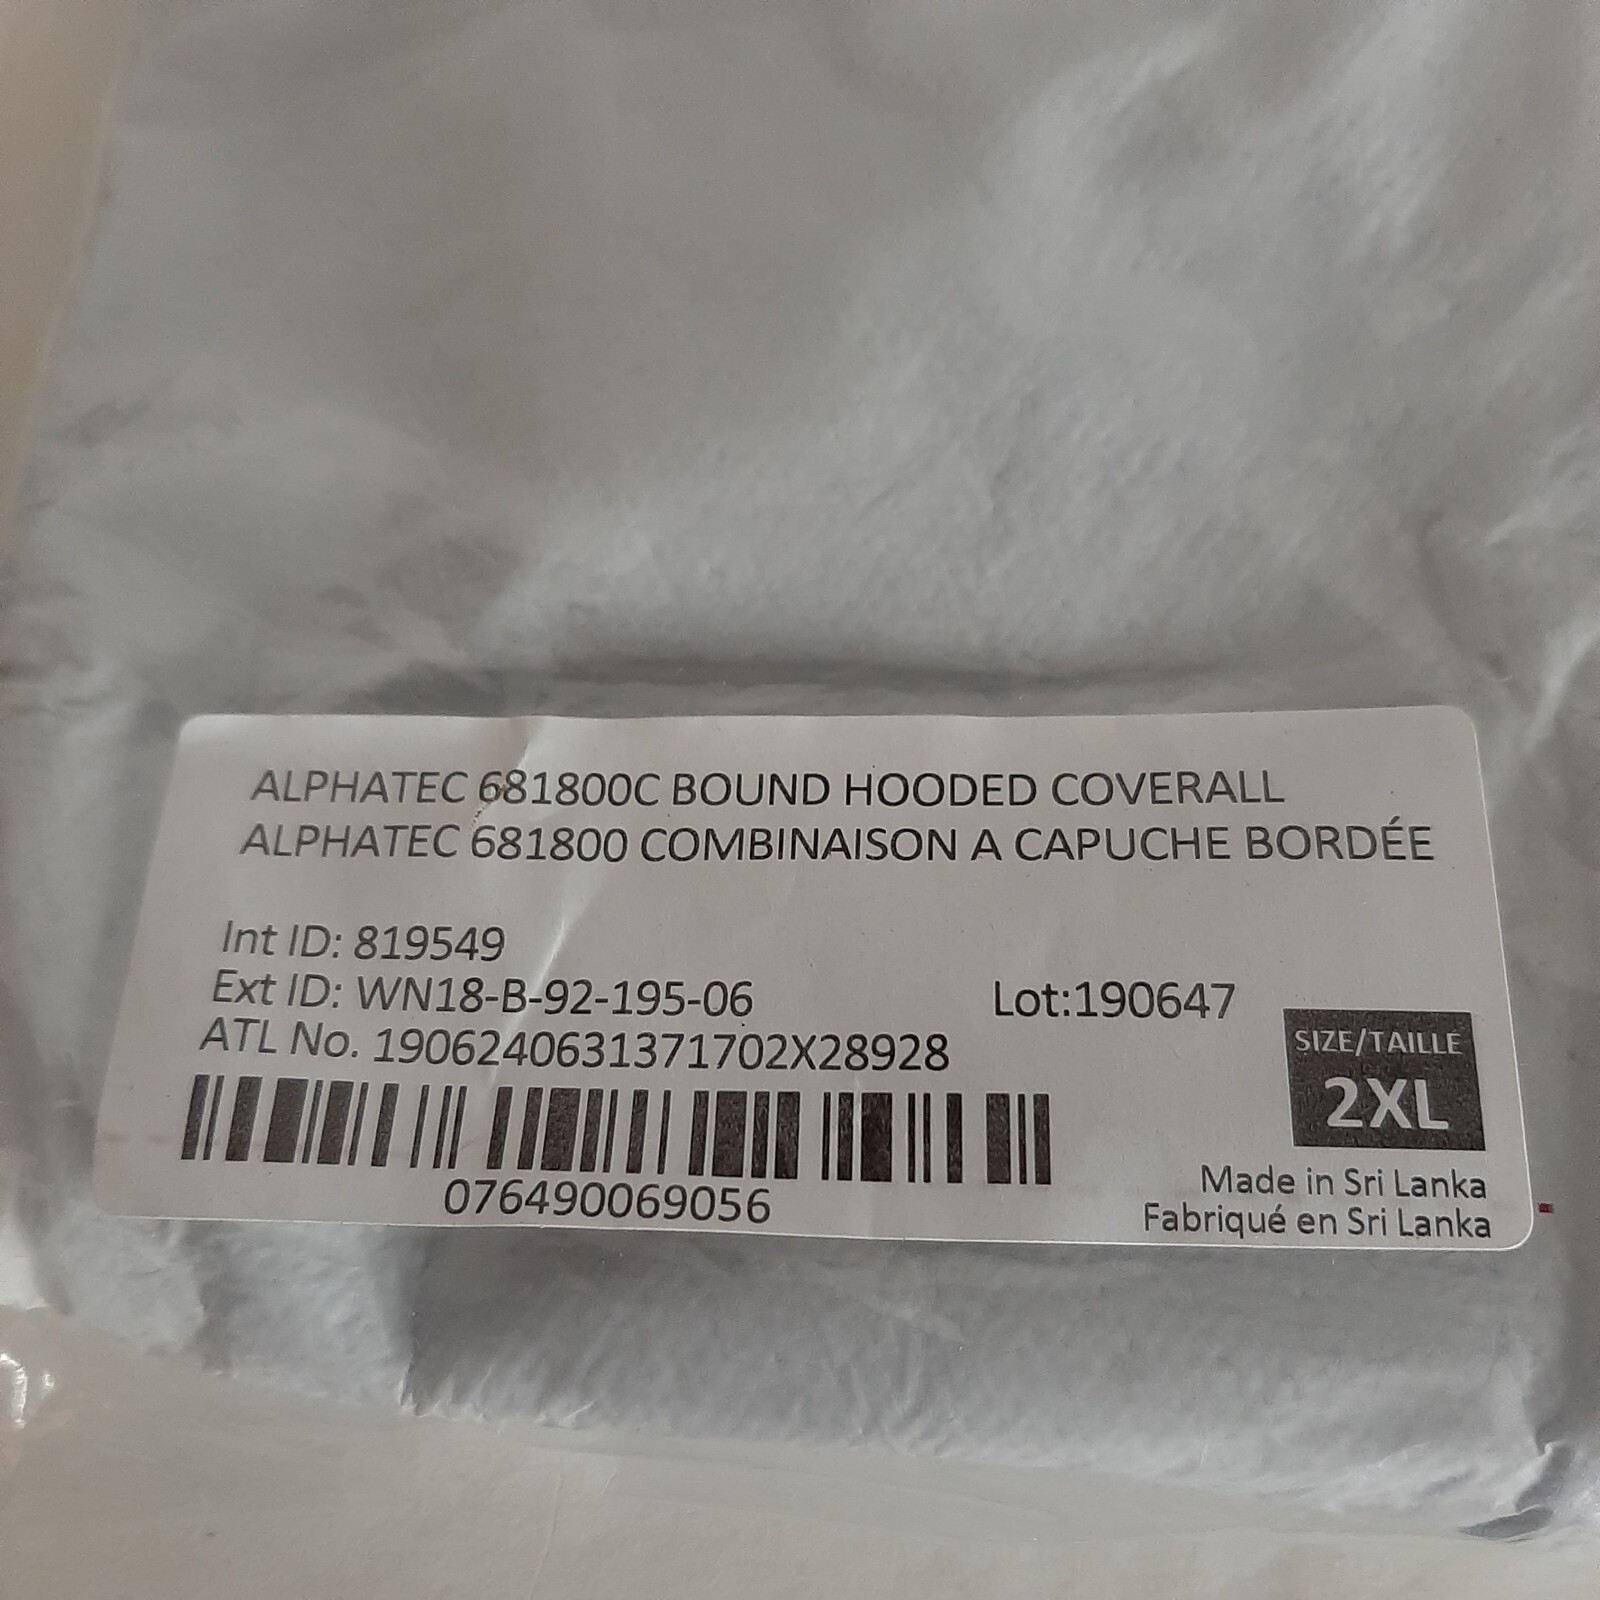 ALPHATEC 681800C BOUND HOODED COVERALL
ALPHATEC 681800 COMBINAISON A CAPUCHE BORDÉE
Int ID: 819549
Ext ID: WN18-B-92-195-06
Lot:190647
ATL No. 1906240631371702X28928
SIZE/TAILLE
2XL
076490069056
Made in Sri Lanka
Fabriqué en Sri Lanka